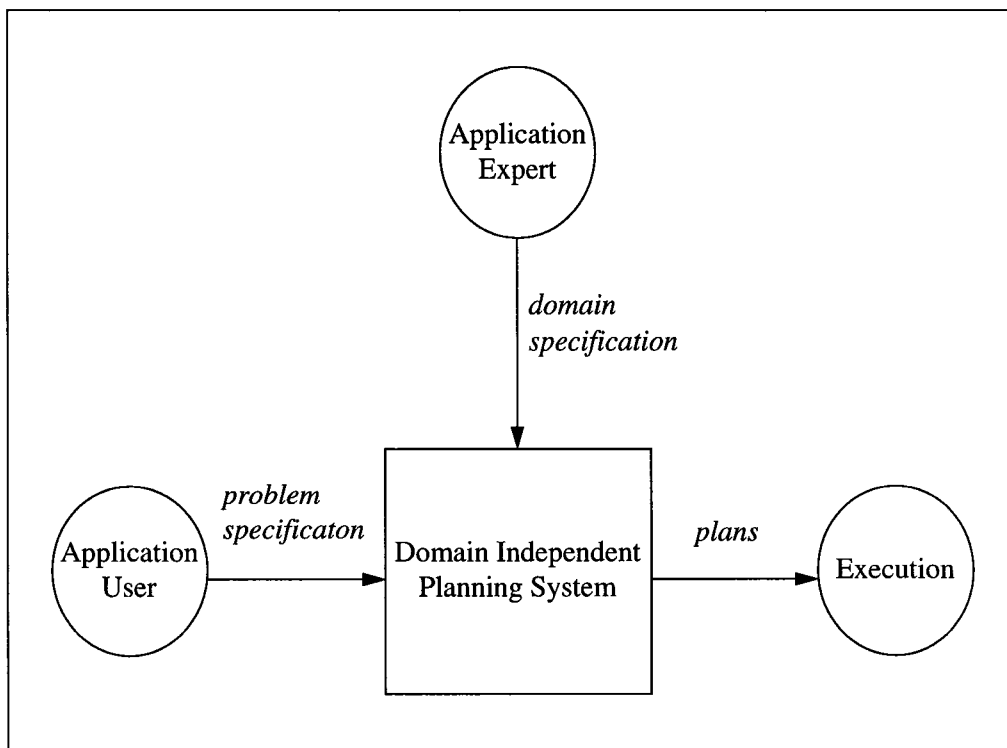 Application
Expert
domain
specification
problem
specificaton
Application
User
Domain Independent
Planning System
plans
Execution